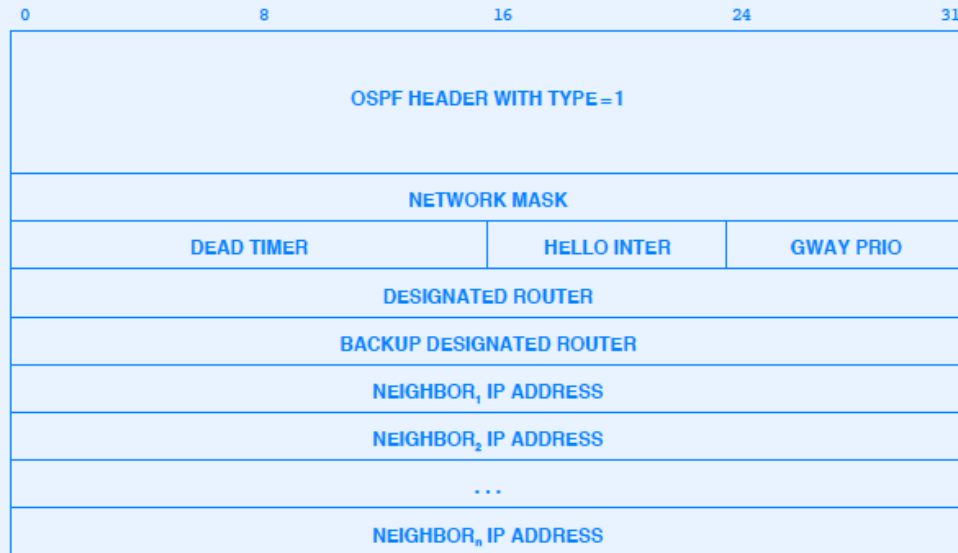 0 8 16 24 31
OSPF HEADER WITH TYPE = 1
NETWORK MASK
DEAD TIMER HELLO INTER GWAY PRIO
DESIGNATED ROUTER
BACKUP DESIGNATED ROUTER
NEIGHBOR₁ IP ADDRESS
NEIGHBOR₂ IP ADDRESS
...
NEIGHBORₙ IP ADDRESS